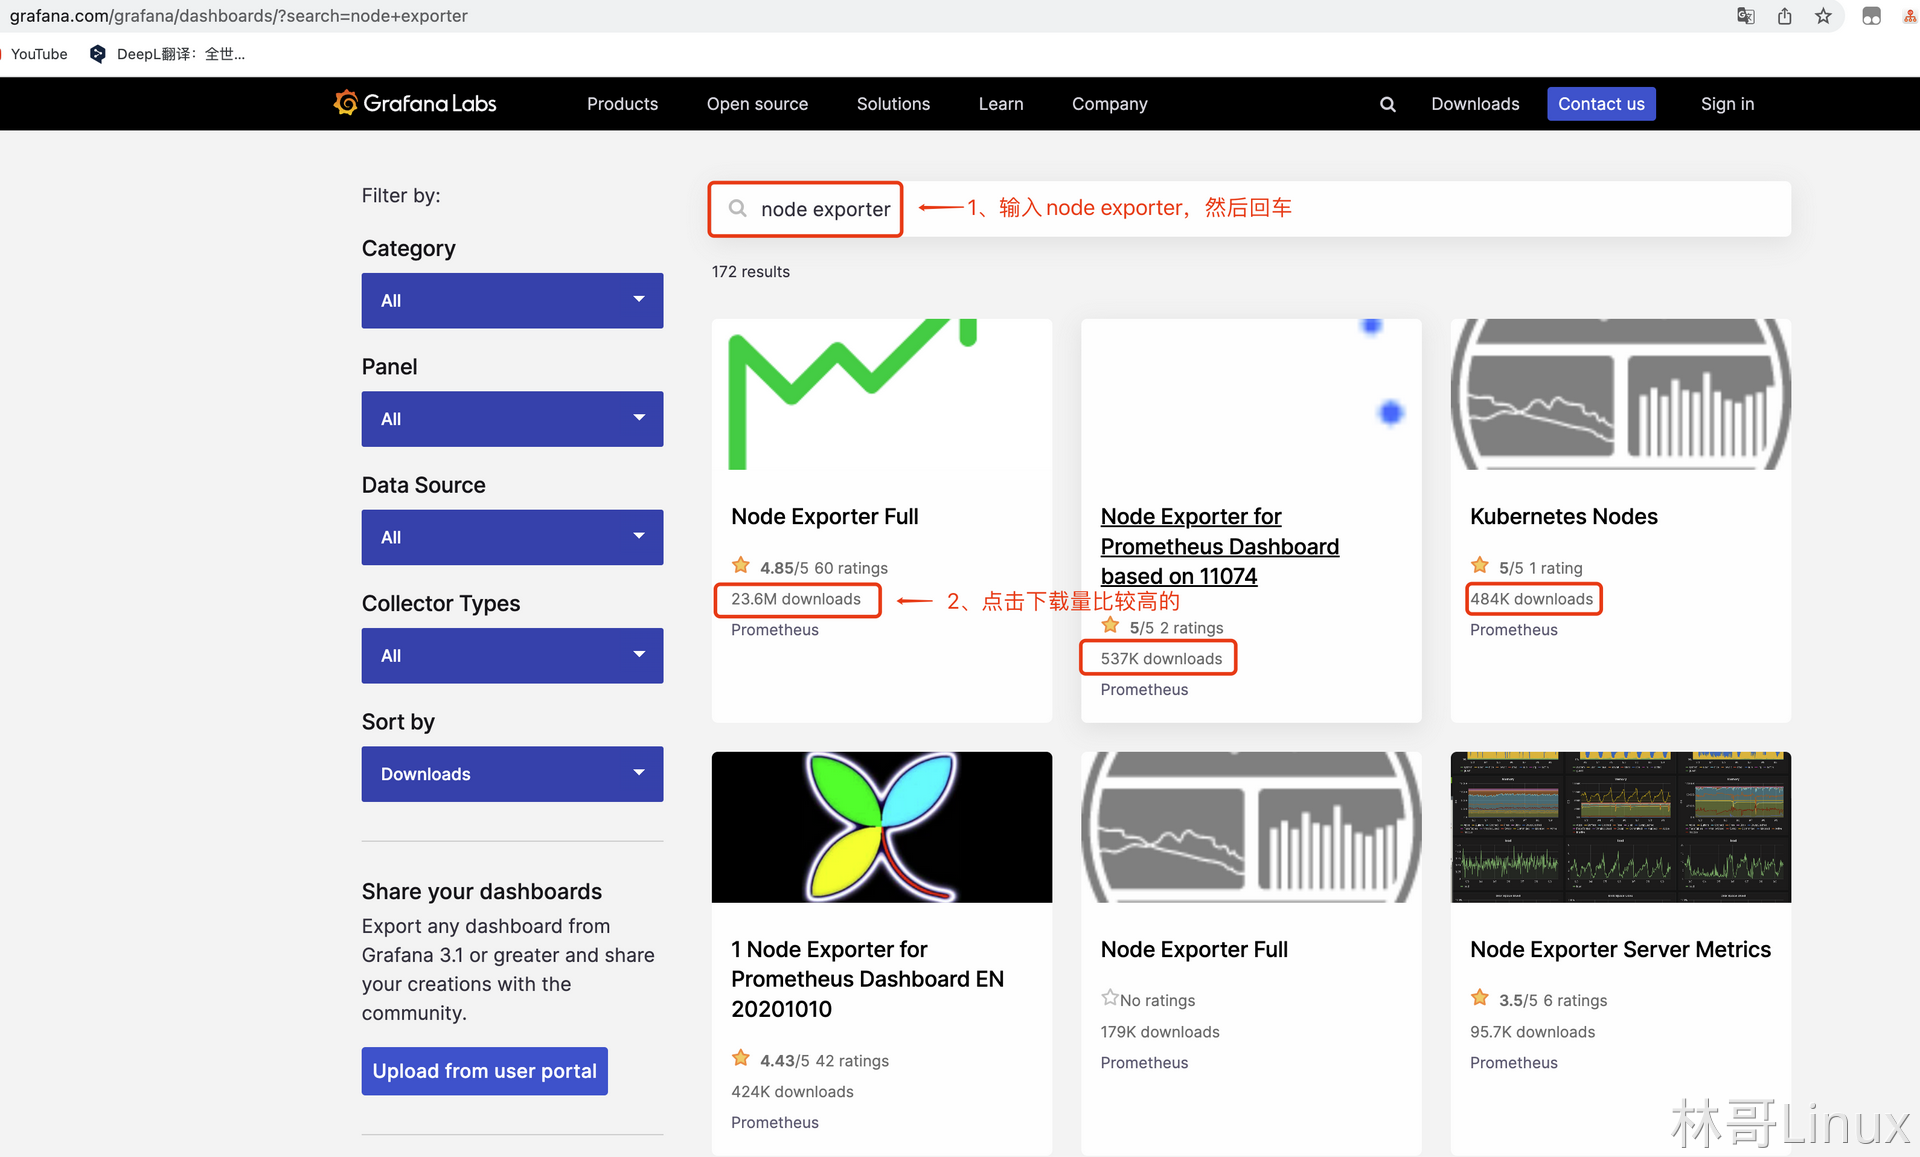 grafana.com/grafana/dashboards/?search=node+exporter
YouTube
DeepL翻译：全世...
Grafana Labs
Products
Open source
Solutions
Learn
Company
Downloads
Contact us
Sign in
Filter by:
Category
All
Panel
All
Data Source
All
Collector Types
All
Sort by
Downloads
Share your dashboards
Export any dashboard from
Grafana 3.1 or greater and share
your creations with the
community.
Upload from user portal
node exporter
1、输入 node exporter，然后回车
172 results
Node Exporter Full
4.85/5 60 ratings
23.6M downloads
2、点击下载量比较高的
Prometheus
Node Exporter for
Prometheus Dashboard
based on 11074
5/5 2 ratings
537K downloads
Prometheus
Kubernetes Nodes
5/5 1 rating
484K downloads
Prometheus
1 Node Exporter for
Prometheus Dashboard EN
20201010
4.43/5 42 ratings
424K downloads
Prometheus
Node Exporter Full
No ratings
179K downloads
Prometheus
Node Exporter Server Metrics
3.5/5 6 ratings
95.7K downloads
Prometheus
林哥Linux